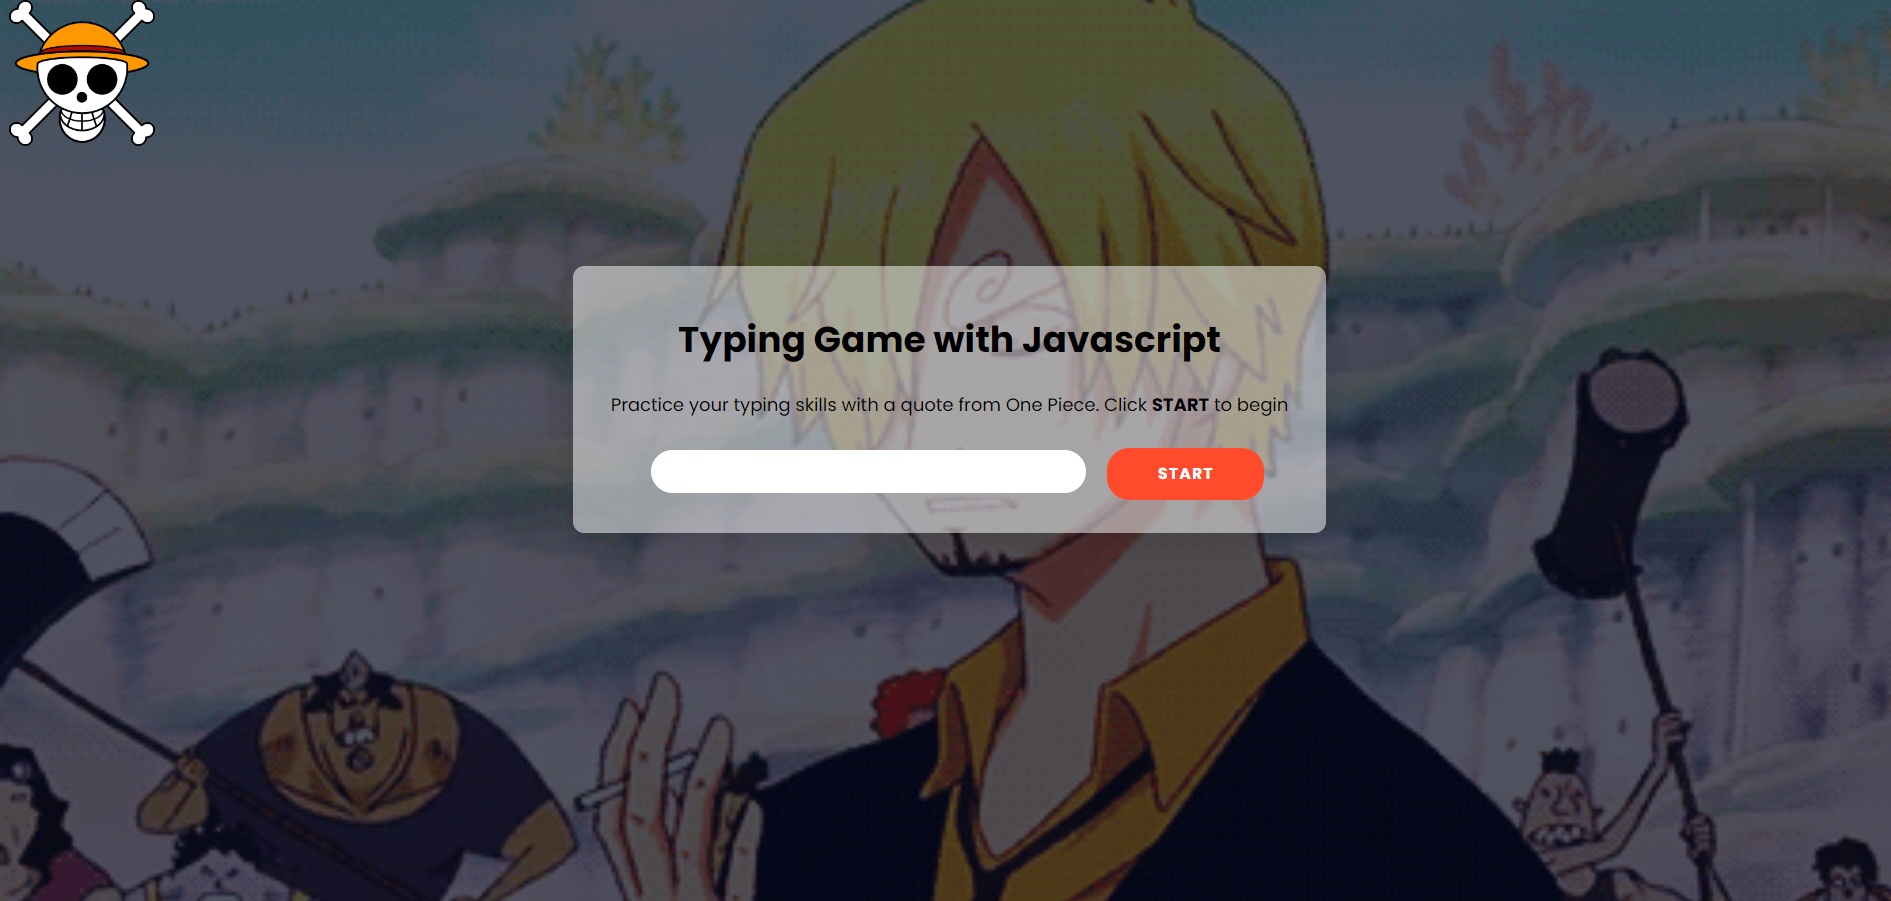 Typing Game with Javascript
Practice your typing skills with a quote from One Piece. Click START to begin
START